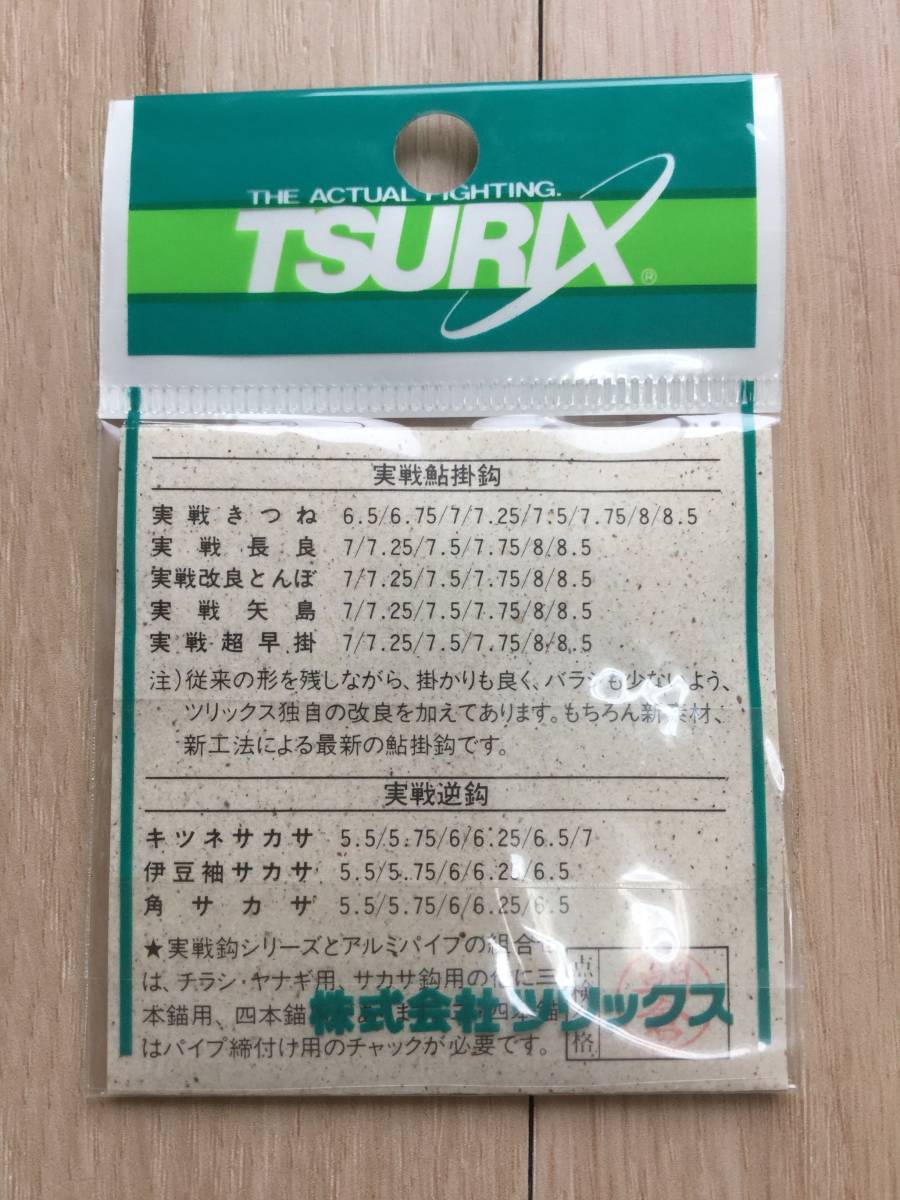 THE ACTUAL FIGHTING.
TSURIX®
実戦鮎掛鈎
実戦きつね 6.5/6.75/7/7.25/7.5/7.75/8/8.5
実戦長良 7/7.25/7.5/7.75/8/8.5
実戦改良とんぼ 7/7.25/7.5/7.75/8/8.5
実戦矢島 7/7.25/7.5/7.75/8/8.5
実戦超早掛 7/7.25/7.5/7.75/8/8.5
注)従来の形を残しながら、掛かりも良く、バラシも少ないよう、
ツリックス独自の改良を加えてあります。もちろん新素材、
新工法による最新の鮎掛鈎です。
実戦逆鈎
キツネサカサ 5.5/5.75/6/6.25/6.5/7
伊豆袖サカサ 5.5/5.75/6/6.25/6.5
角サカサ 5.5/5.75/6/6.25/6.5
★実戦鈎シリーズとアルミパイプの組合せ
は、チラシ・ヤナギ用、サカサ鈎用の他に三
本錨用、四本錨
四本錨
はパイプ締付け用のチャックが必要です。
点検 格
株式会社ツリックス